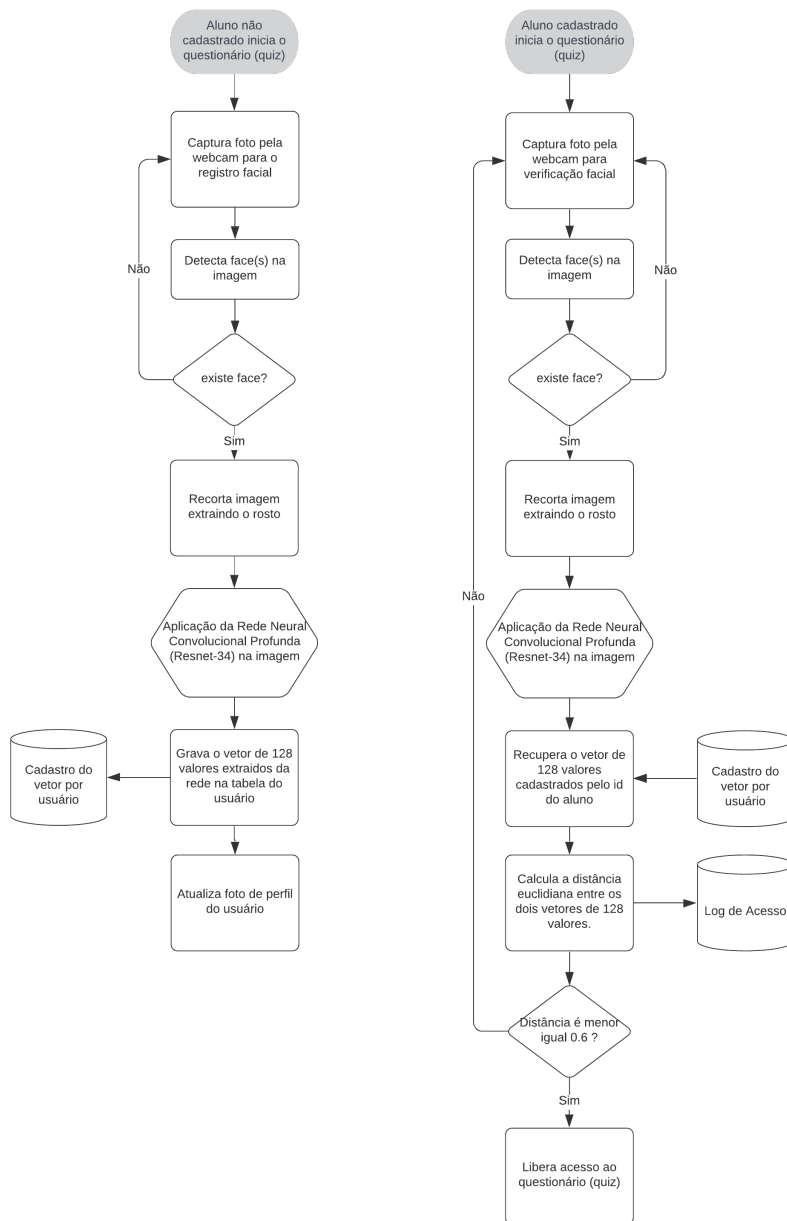 Aluno não
cadastrado inicia o
questionário (quiz)
Captura foto pela
webcam para o
registro facial
Não
Detecta face(s) na
imagem
existe face?
Sim
Recorta imagem
extraindo o rosto
Aplicação da Rede Neural
Convolucional Profunda
(Resnet-34) na imagem
Cadastro do
vetor por
usuário
Grava o vetor de 128
valores extraidos da
rede na tabela do
usuário
Atualiza foto de perfil
do usuário
Aluno cadastrado
inicia o questionário
(quiz)
Captura foto pela
webcam para
verificação facial
Detecta face(s) na
imagem
Não
existe face?
Sim
Recorta imagem
extraindo o rosto
Não
Aplicação da Rede Neural
Convolucional Profunda
(Resnet-34) na imagem
Recupera o vetor de
128 valores
cadastrados pelo id
do aluno
Cadastro do
vetor por
usuário
Calcula a distância
euclidiana entre os
dois vetores de 128
valores.
Log de Acesso
Distância é menor
igual 0.6 ?
Sim
Libera acesso ao
questionário (quiz)